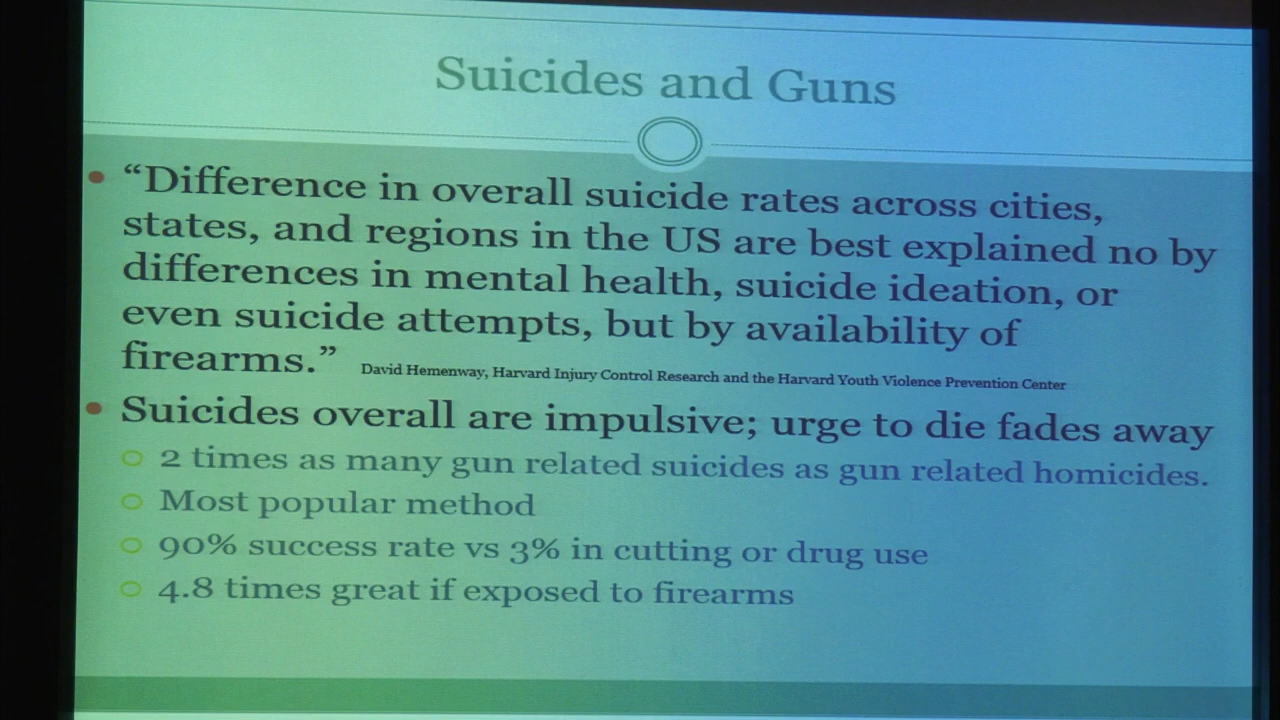 Suicides and Guns
• “Difference in overall suicide rates across cities,
states, and regions in the US are best explained no by
differences in mental health, suicide ideation, or
even suicide attempts, but by availability of
firearms.” David Hemenway, Harvard Injury Control Research and the Harvard Youth Violence Prevention Center
• Suicides overall are impulsive; urge to die fades away
○ 2 times as many gun related suicides as gun related homicides.
○ Most popular method
○ 90% success rate vs 3% in cutting or drug use
○ 4.8 times great if exposed to firearms